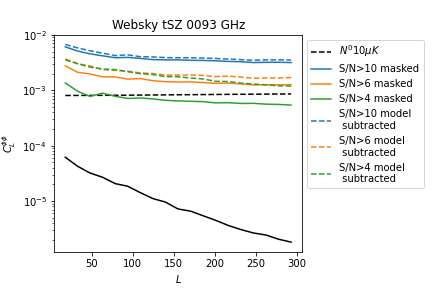 Websky tSZ 0093 GHz
10⁻²
10⁻³
10⁻⁴
10⁻⁵
C_L^{ϕϕ}
50 100 150 200 250 300
L
N⁰10μK
S/N>10 masked
S/N>6 masked
S/N>4 masked
S/N>10 model
subtracted
S/N>6 model
subtracted
S/N>4 model
subtracted